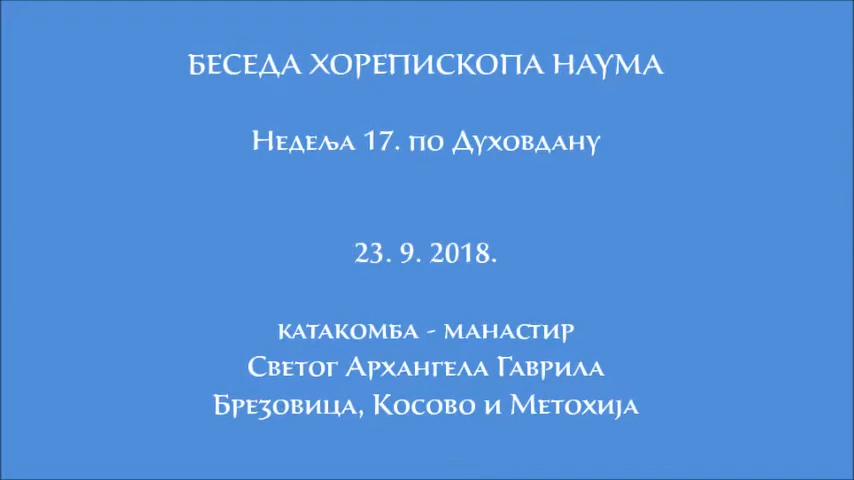 БЕСЕДА ХОРЕПИСКОПА НАУМА
Недеља 17. по Духовдану
23. 9. 2018.
катакомба - манастир
Светог Архангела Гаврила
Брезовица, Косово и Метохија